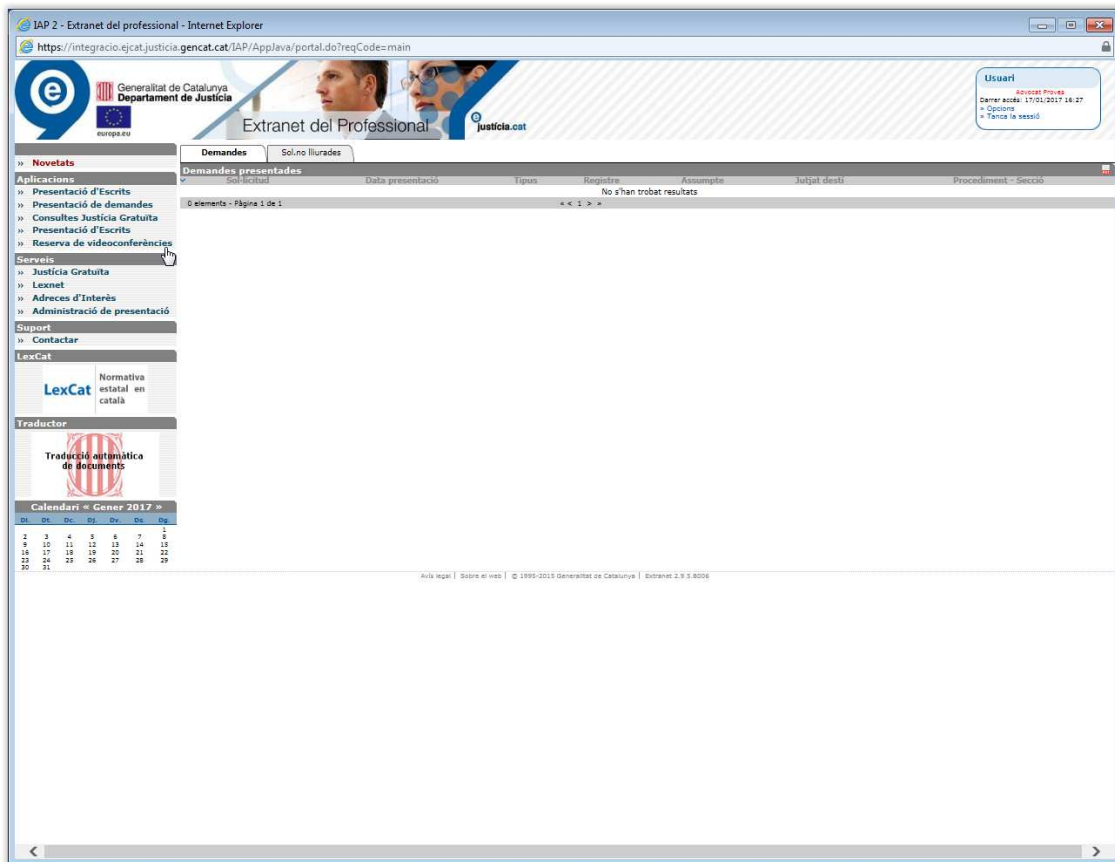 IAP 2 - Extranet del professional - Internet Explorer
https://integracio.ejcat.justicia.gencat.cat/IAP/AppJava/portal.do?reqCode=main
e
Generalitat de Catalunya
Departament de Justícia
europa.eu
Extranet del Professional
e justícia.cat
Usuari
Advocat Proves
Darrer accés: 17/01/2017 16:27
» Opcions
» Tanca la sessió
» Novetats
Aplicacions
» Presentació d'Escrits
» Presentació de demandes
» Consultes Justícia Gratuïta
» Presentació d'Escrits
» Reserva de videoconferències
Serveis
» Justícia Gratuïta
» Lexnet
» Adreces d'Interès
» Administració de presentació
Suport
» Contactar
LexCat
LexCat
Normativa
estatal en
català
Traductor
Traducció automàtica
de documents
Calendari « Gener 2017 »
Dl. Dt. Dc. Dj. Dv. Ds. Dg.
1
2 3 4 5 6 7 8
9 10 11 12 13 14 15
16 17 18 19 20 21 22
23 24 25 26 27 28 29
30 31
Demandes Sol.no lliurades
Demandes presentades
Sol·licitud Data presentació Tipus Registre Assumpte Jutjat destí Procediment - Secció
No s'han trobat resultats
0 elements - Pàgina 1 de 1 « < 1 > »
Avís legal | Sobre el web | © 1995-2015 Generalitat de Catalunya | Extranet 2.9.5.8006